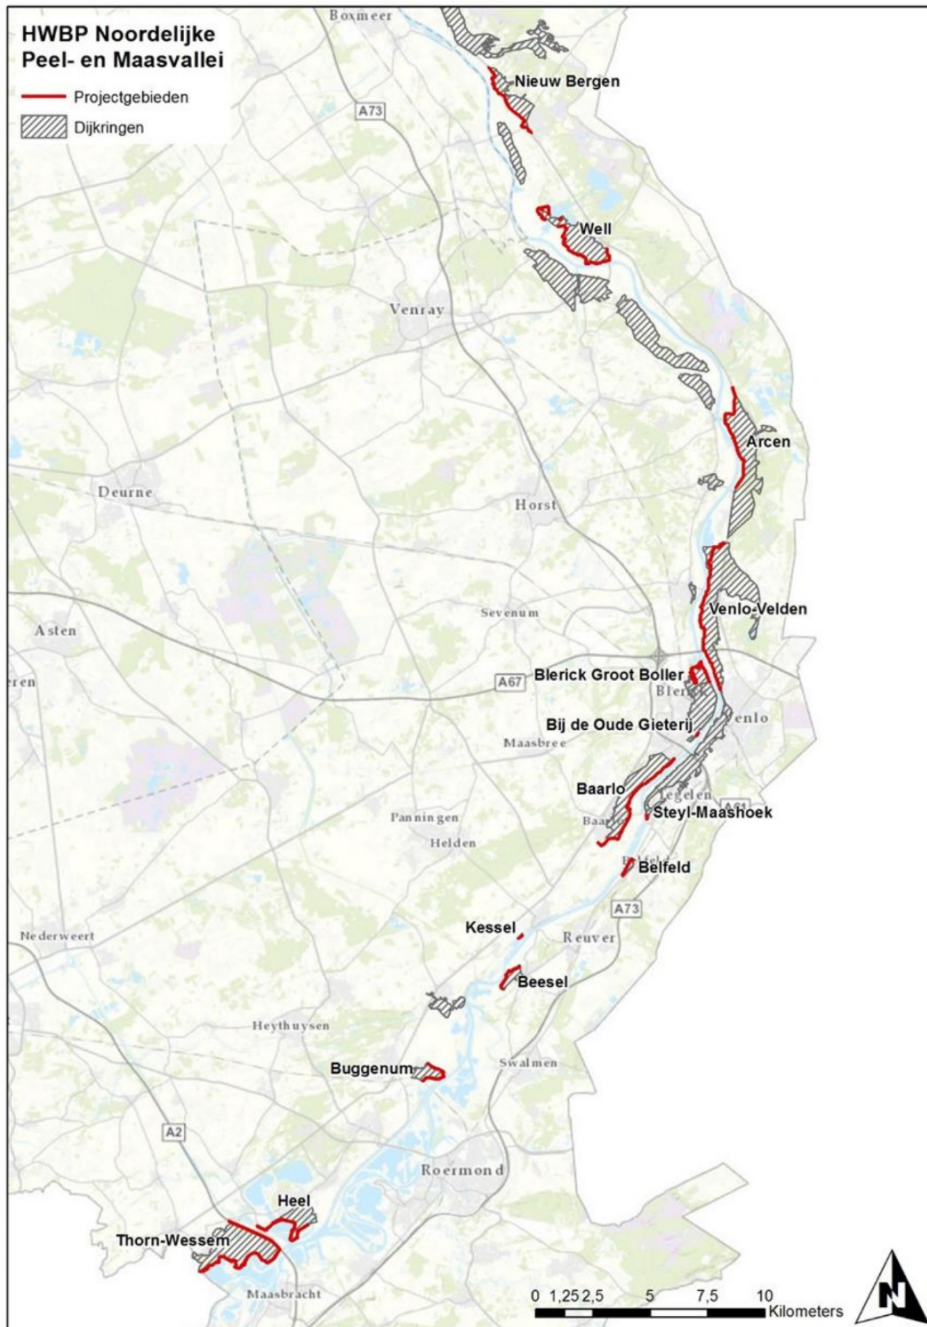 HWBP Noordelijke
Peel- en Maasvallei
Projectgebieden
Dijkringen
Boxmeer
A73
Nieuw Bergen
Well
Venray
Arcen
Deurne
Horst
Sevenum
Venlo-Velden
Asten
eren
A67
Blerick Groot Boller
Blerick
Bij de Oude Gieterij
Venlo
Maasbree
Baarlo
Tegelen
A61
Steyl-Maashoek
Baarlo
Panningen
Helden
Belfeld
Belfeld
A73
Kessel
Reuver
Nederweert
Beesel
Heythuysen
Buggenum
Swalmen
A2
Roermond
Heel
Thorn-Wessem
Maasbracht
0 1,25 2,5 5 7,5 10
Kilometers
N